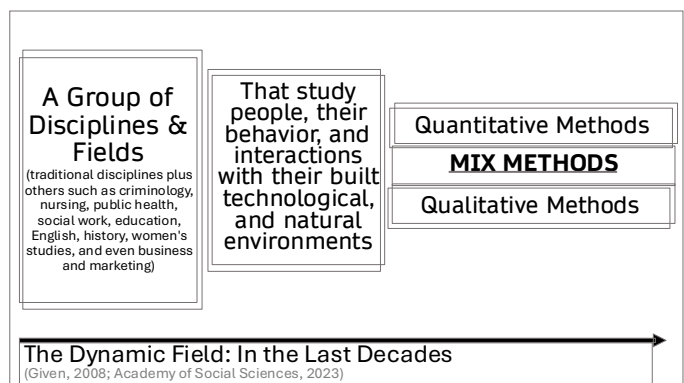 A Group of
Disciplines &
Fields
(traditional disciplines plus
others such as criminology,
nursing, public health,
social work, education,
English, history, women's
studies, and even business
and marketing)
That study
people, their
behavior, and
interactions
with their built
technological,
and natural
environments
Quantitative Methods
MIX METHODS
Qualitative Methods
The Dynamic Field: In the Last Decades
(Given, 2008; Academy of Social Sciences, 2023)